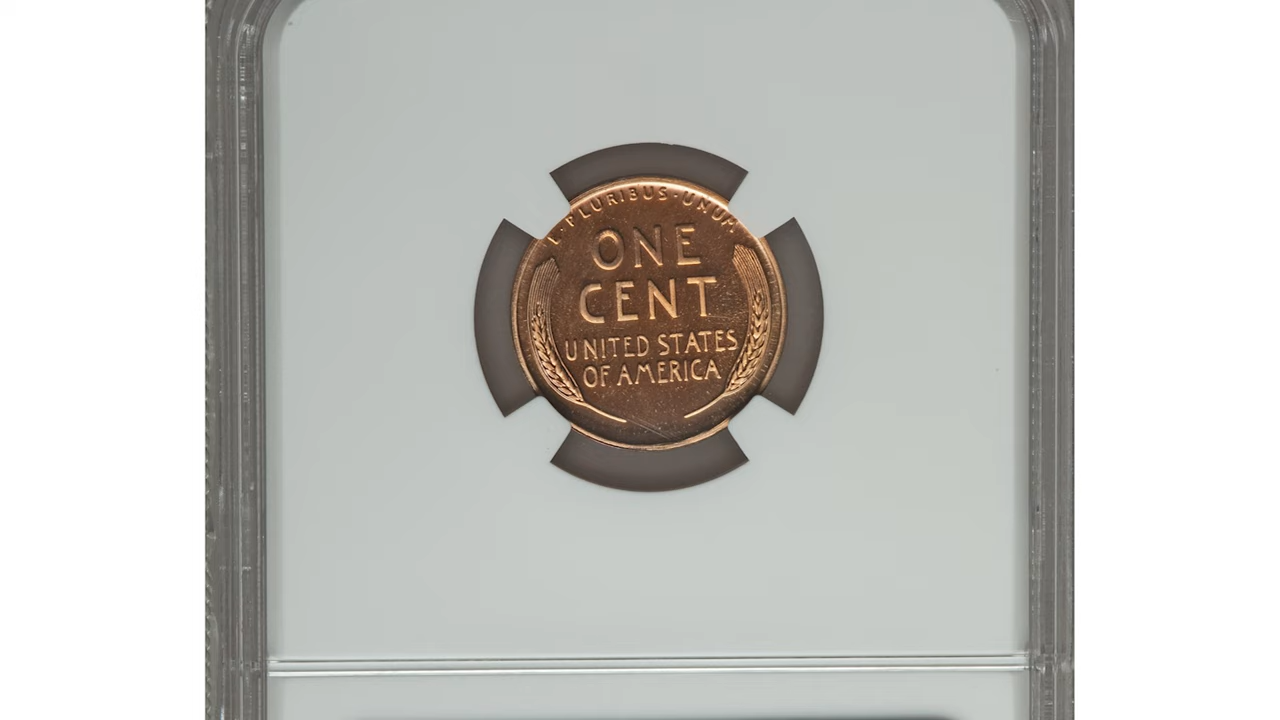 E · PLURIBUS · UNUM
ONE
CENT
UNITED STATES
OF AMERICA